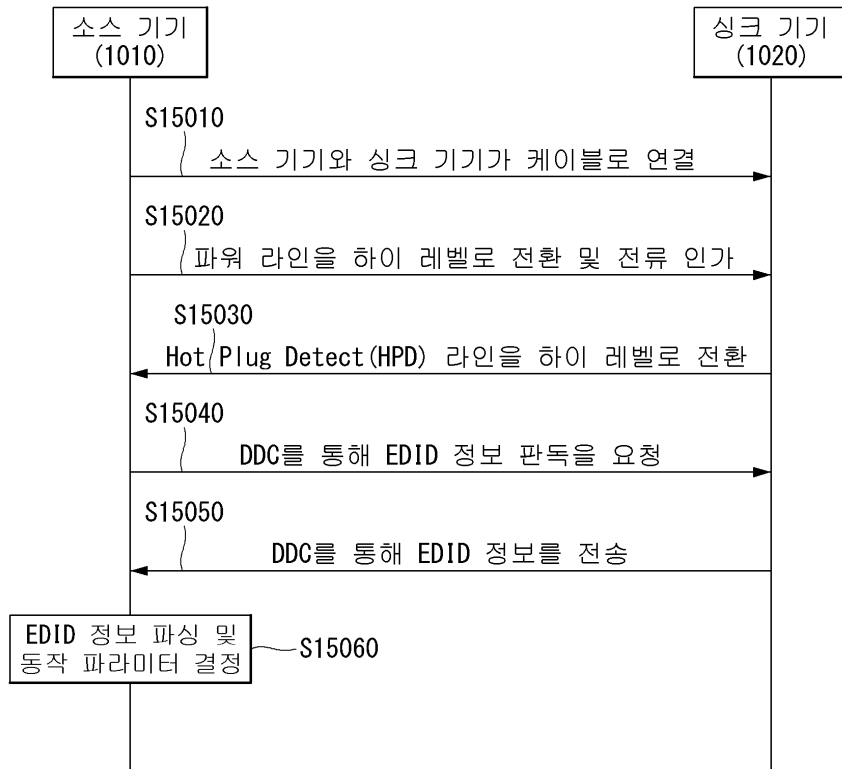 소스 기기
(1010)
싱크 기기
(1020)
S15010
소스 기기와 싱크 기기가 케이블로 연결
S15020
파워 라인을 하이 레벨로 전환 및 전류 인가
S15030
Hot Plug Detect(HPD) 라인을 하이 레벨로 전환
S15040
DDC를 통해 EDID 정보 판독을 요청
S15050
DDC를 통해 EDID 정보를 전송
EDID 정보 파싱 및
동작 파라미터 결정
S15060